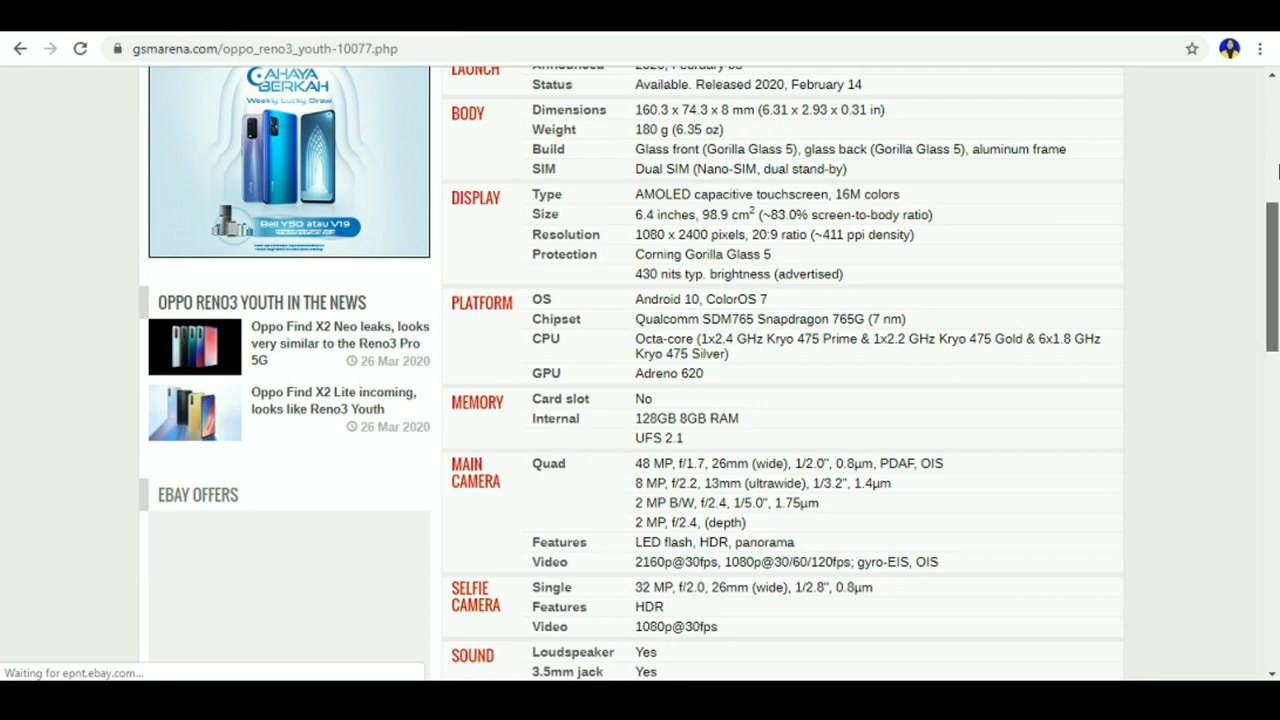 gsmarena.com/oppo_reno3_youth-10077.php
CAHAYA
BERKAH
Weekly Lucky Draw
Beli Y50 atau V19
OPPO RENO3 YOUTH IN THE NEWS
Oppo Find X2 Neo leaks, looks
very similar to the Reno3 Pro
5G
26 Mar 2020
Oppo Find X2 Lite incoming,
looks like Reno3 Youth
26 Mar 2020
EBAY OFFERS
Waiting for epnt.ebay.com...
LAUNCH Announced
Status Available. Released 2020, February 14
BODY Dimensions 160.3 x 74.3 x 8 mm (6.31 x 2.93 x 0.31 in)
Weight 180 g (6.35 oz)
Build Glass front (Gorilla Glass 5), glass back (Gorilla Glass 5), aluminum frame
SIM Dual SIM (Nano-SIM, dual stand-by)
DISPLAY Type AMOLED capacitive touchscreen, 16M colors
Size 6.4 inches, 98.9 cm2 (~83.0% screen-to-body ratio)
Resolution 1080 x 2400 pixels, 20:9 ratio (~411 ppi density)
Protection Corning Gorilla Glass 5
430 nits typ. brightness (advertised)
PLATFORM OS Android 10, ColorOS 7
Chipset Qualcomm SDM765 Snapdragon 765G (7 nm)
CPU Octa-core (1x2.4 GHz Kryo 475 Prime & 1x2.2 GHz Kryo 475 Gold & 6x1.8 GHz
Kryo 475 Silver)
GPU Adreno 620
MEMORY Card slot No
Internal 128GB 8GB RAM
UFS 2.1
MAIN CAMERA Quad 48 MP, f/1.7, 26mm (wide), 1/2.0", 0.8µm, PDAF, OIS
8 MP, f/2.2, 13mm (ultrawide), 1/3.2", 1.4µm
2 MP B/W, f/2.4, 1/5.0", 1.75µm
2 MP, f/2.4, (depth)
Features LED flash, HDR, panorama
Video 2160p@30fps, 1080p@30/60/120fps; gyro-EIS, OIS
SELFIE CAMERA Single 32 MP, f/2.0, 26mm (wide), 1/2.8", 0.8µm
Features HDR
Video 1080p@30fps
SOUND Loudspeaker Yes
3.5mm jack Yes